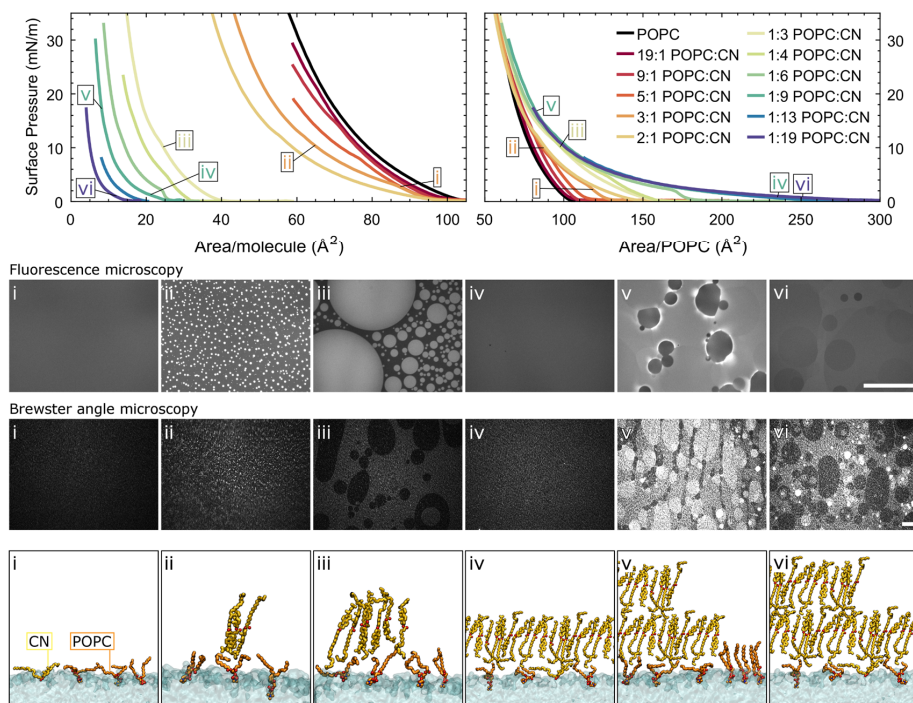 Surface Pressure (mN/m)
30
20
10
0
0 20 40 60 80 100
Area/molecule (Å²)
v
iii
ii
iv
vi
i
POPC
19:1 POPC:CN
9:1 POPC:CN
5:1 POPC:CN
3:1 POPC:CN
2:1 POPC:CN
1:3 POPC:CN
1:4 POPC:CN
1:6 POPC:CN
1:9 POPC:CN
1:13 POPC:CN
1:19 POPC:CN
30
20
10
0
v
iii
ii
i
iv
vi
50 100 150 200 250 300
Area/POPC (Å²)
Fluorescence microscopy
i ii iii iv v vi
Brewster angle microscopy
i ii iii iv v vi
i ii iii iv v vi
CN POPC